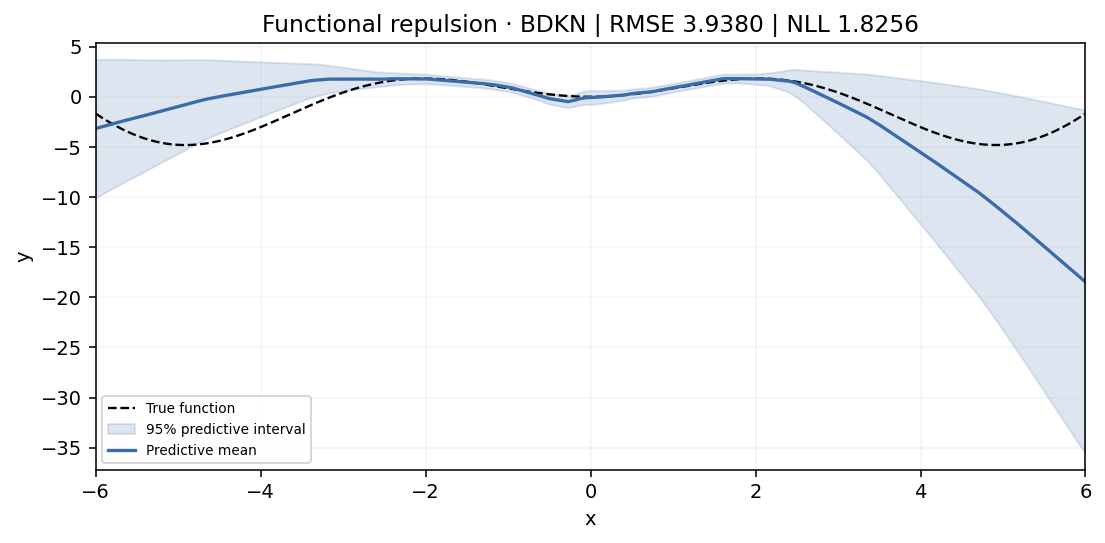 Functional repulsion · BDKN | RMSE 3.9380 | NLL 1.8256
5
0
−5
−10
−15
−20
−25
−30
−35
y
True function
95% predictive interval
Predictive mean
−6
−4
−2
0
2
4
6
x